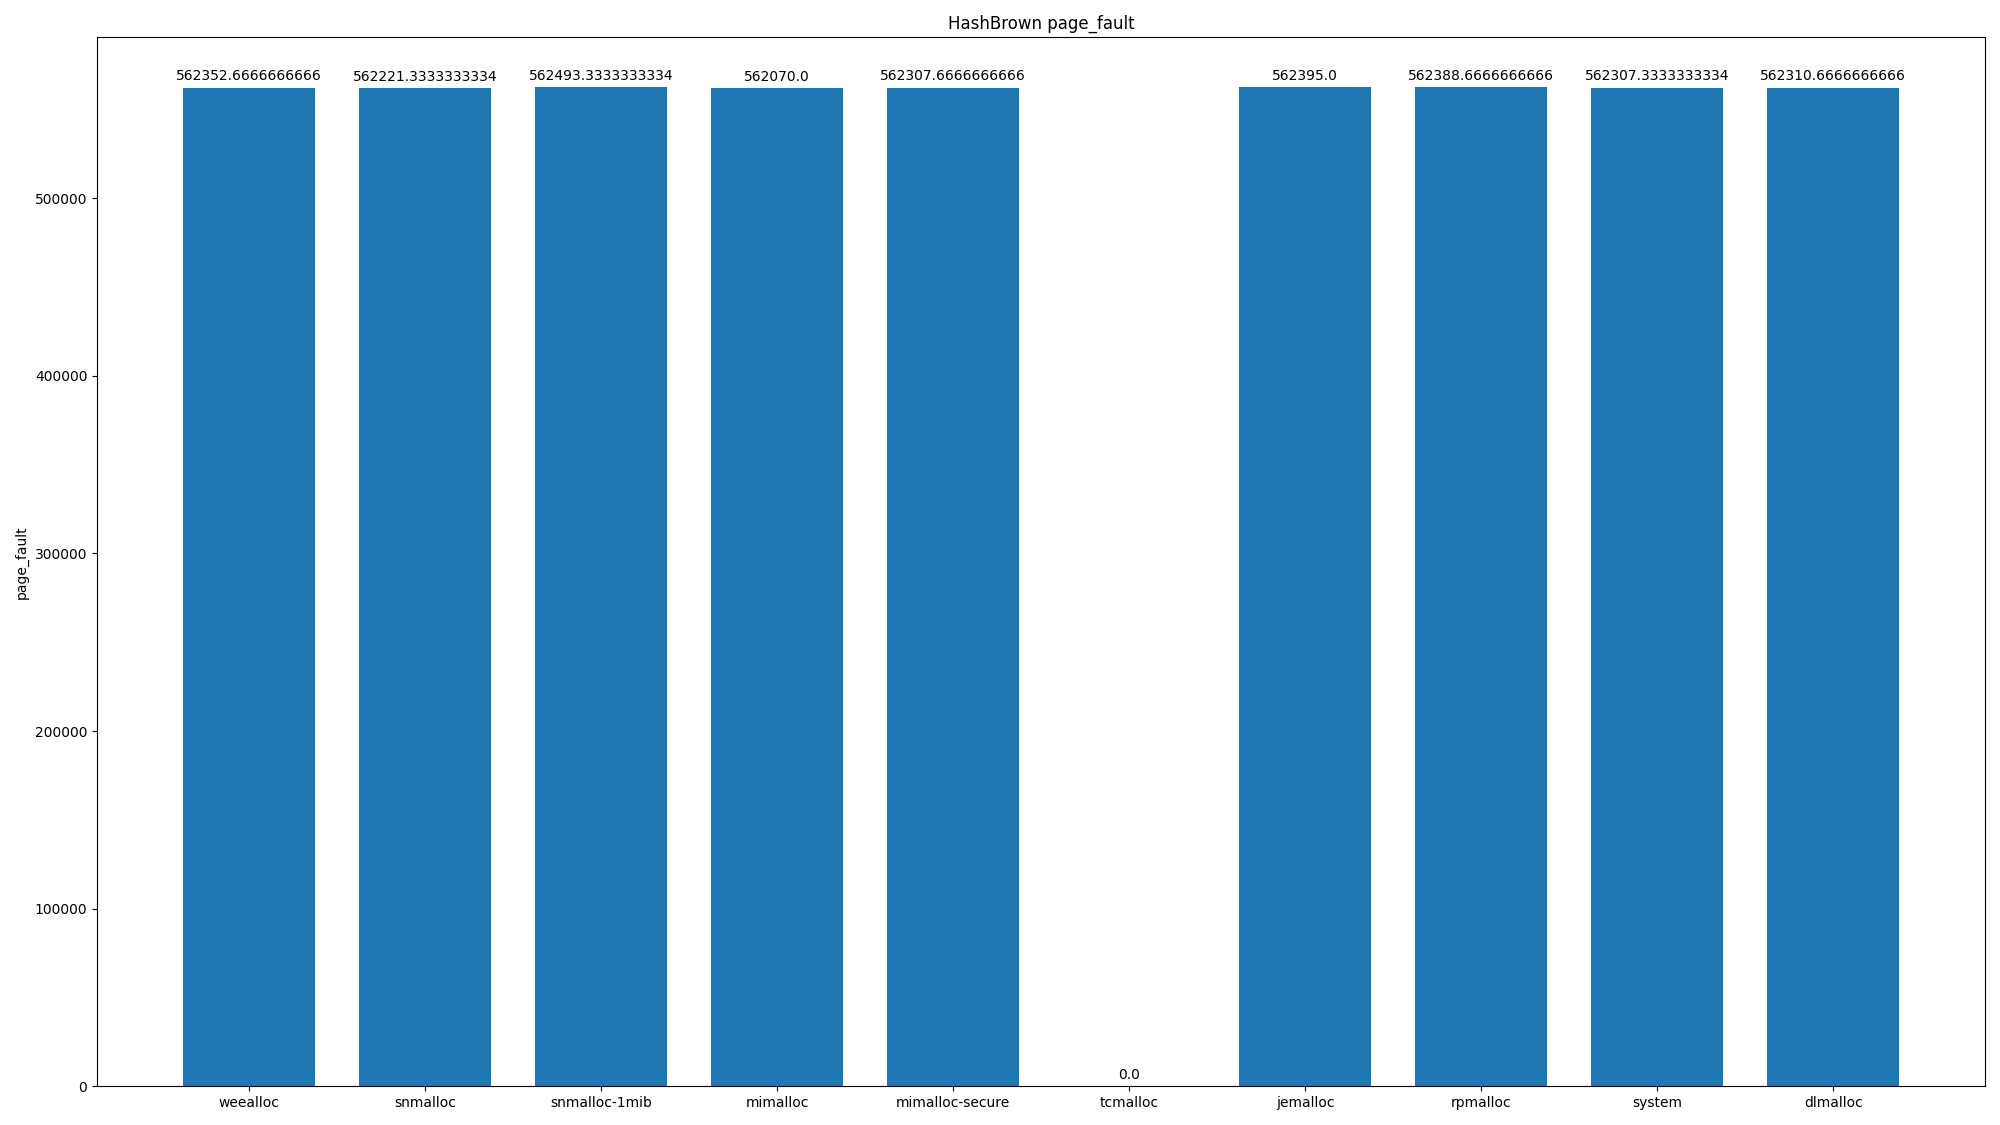 HashBrown page_fault
562352.6666666666
562221.3333333334
562493.3333333334
562070.0
562307.6666666666
0.0
562395.0
562388.6666666666
562307.3333333334
562310.6666666666
page_fault
500000
400000
300000
200000
100000
0
weealloc
snmalloc
snmalloc-1mib
mimalloc
mimalloc-secure
tcmalloc
jemalloc
rpmalloc
system
dlmalloc